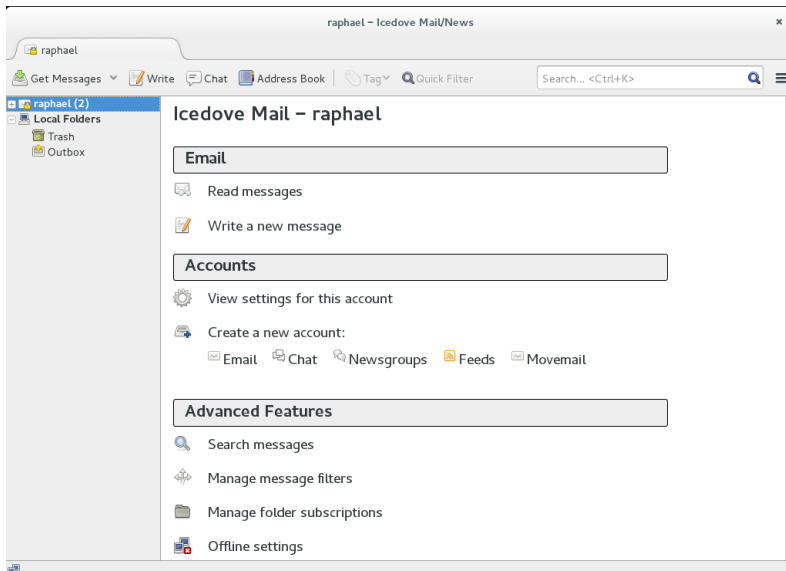 raphael – Icedove Mail/News
raphael
Get Messages Write Chat Address Book Tag Quick Filter Search... <Ctrl+K>
raphael (2)
Local Folders
Trash
Outbox
Icedove Mail – raphael
Email
Read messages
Write a new message
Accounts
View settings for this account
Create a new account:
Email Chat Newsgroups Feeds Movemail
Advanced Features
Search messages
Manage message filters
Manage folder subscriptions
Offline settings